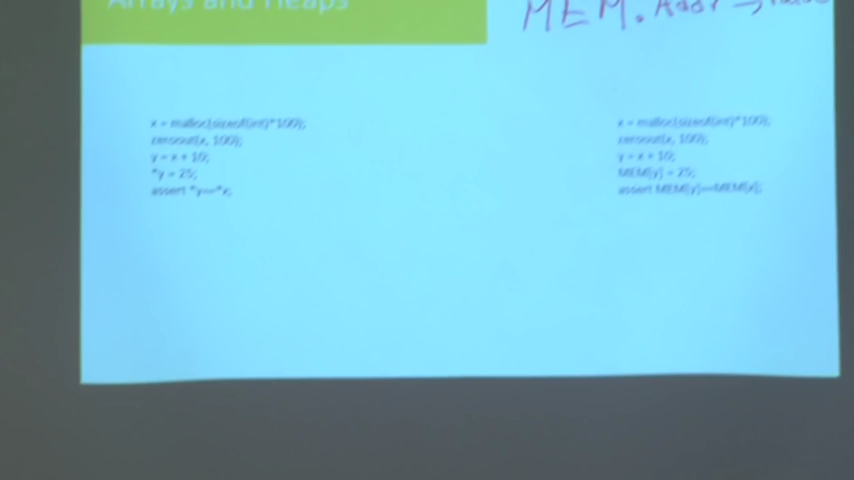 Arrays and Heaps
MEM: Addr →
x = malloc(sizeof(int)*100);
zeroout(x, 100);
y = x + 10;
*y = 25;
assert *y==*x;
x = malloc(sizeof(int)*100);
zeroout(x, 100);
y = x + 10;
MEM[y] = 25;
assert MEM[y]==MEM[x];